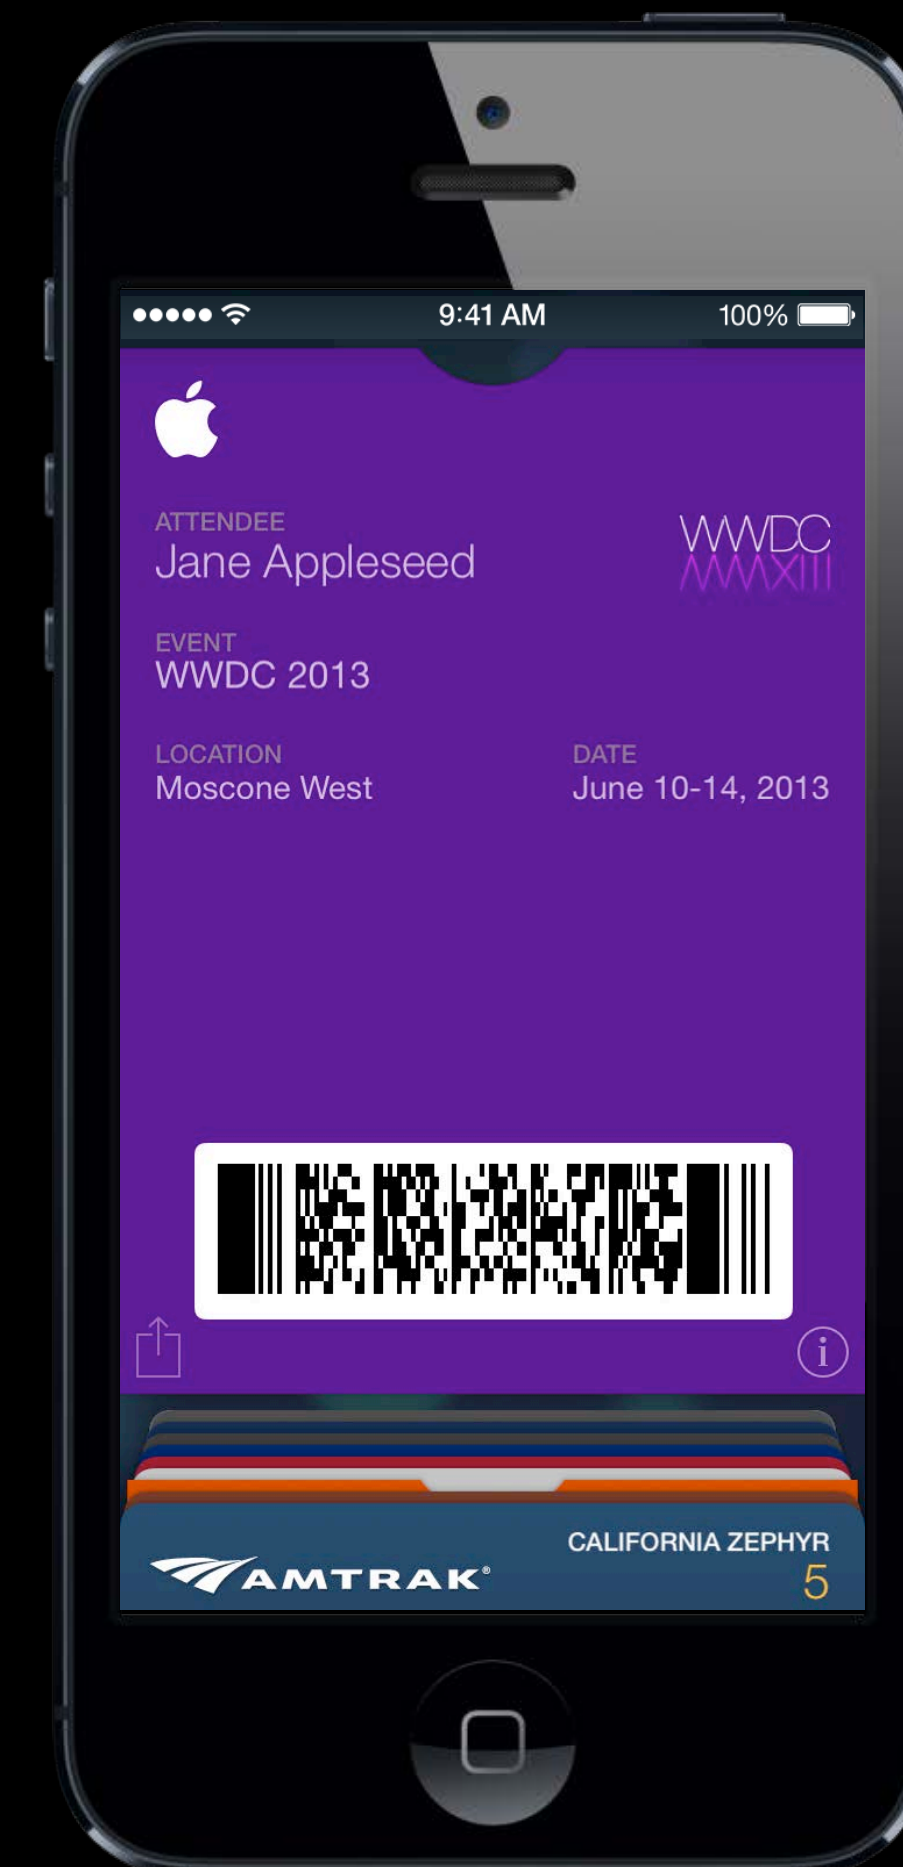 9:41 AM 100%
ATTENDEE
Jane Appleseed
WWDC
MMXIII
EVENT
WWDC 2013
LOCATION DATE
Moscone West June 10-14, 2013
i
CALIFORNIA ZEPHYR
AMTRAK® 5